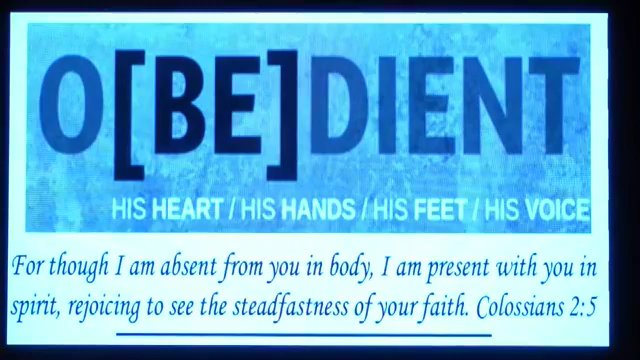 O[BE]DIENT
HIS HEART / HIS HANDS / HIS FEET / HIS VOICE
For though I am absent from you in body, I am present with you in
spirit, rejoicing to see the steadfastness of your faith. Colossians 2:5